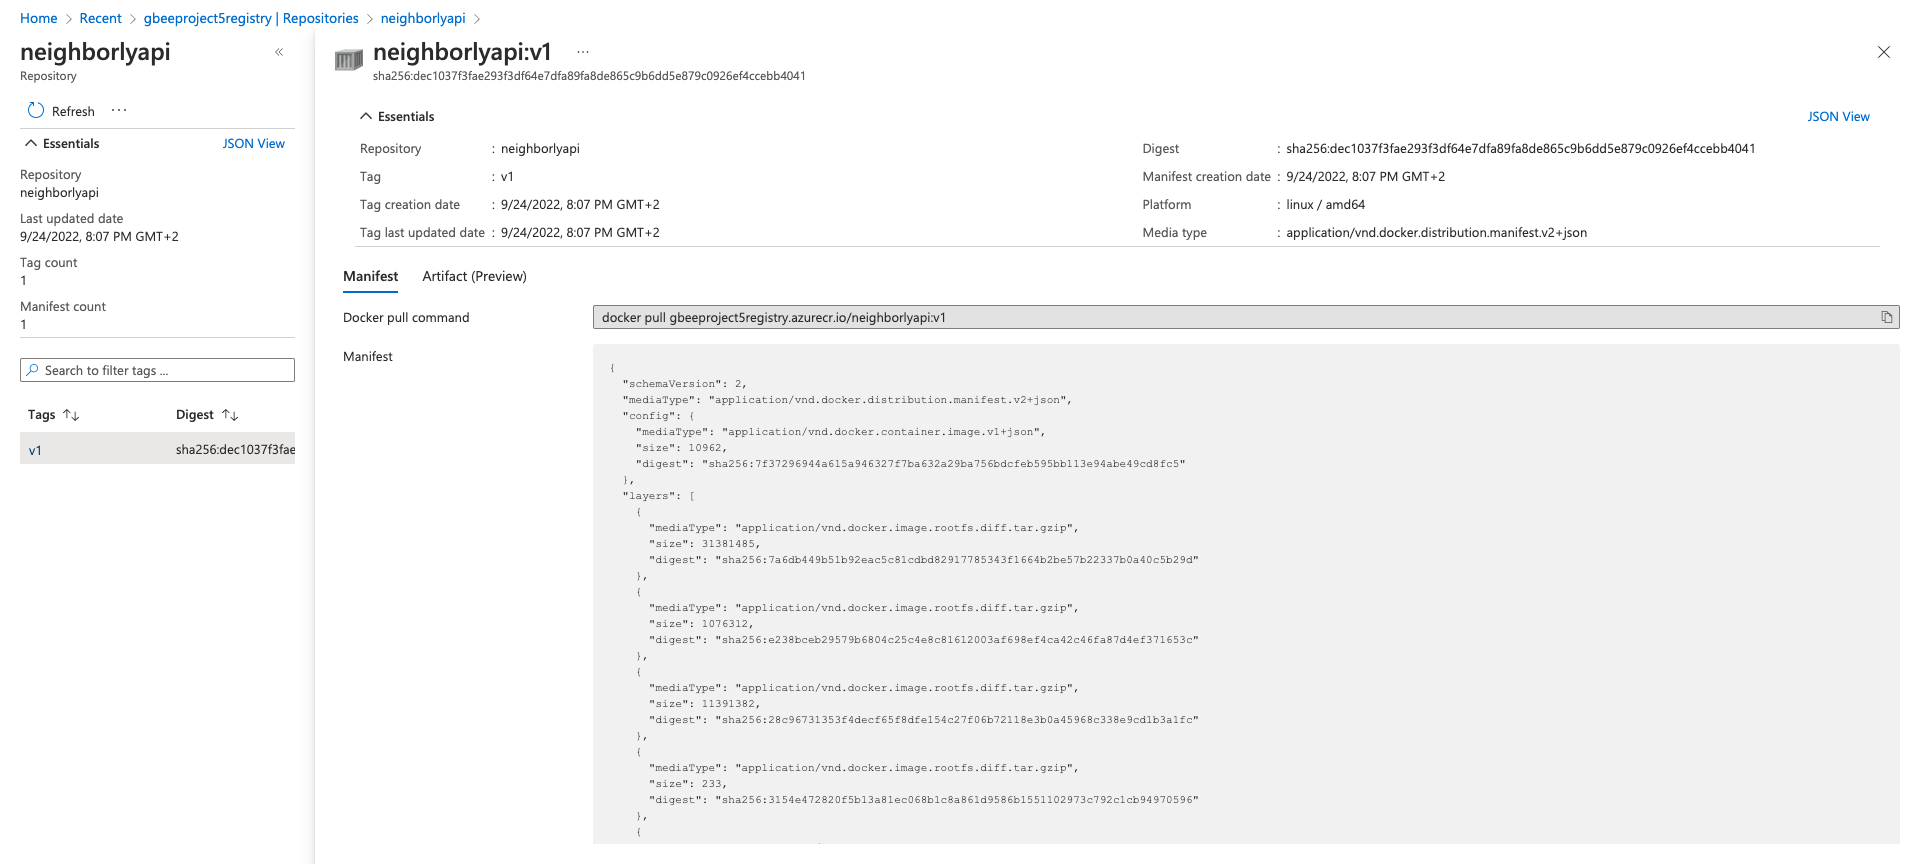 Home > Recent > gbeeproject5registry | Repositories > neighborlyapi >
neighborlyapi
Repository
«
Refresh ···
Essentials JSON View
Repository
neighborlyapi
Last updated date
9/24/2022, 8:07 PM GMT+2
Tag count
1
Manifest count
1
Search to filter tags ...
Tags ↑↓ Digest ↑↓
v1 sha256:dec1037f3fae
neighborlyapi:v1 ···
sha256:dec1037f3fae293f3df64e7dfa89fa8de865c9b6dd5e879c0926ef4ccebb4041
Essentials JSON View
Repository : neighborlyapi
Tag : v1
Tag creation date : 9/24/2022, 8:07 PM GMT+2
Tag last updated date : 9/24/2022, 8:07 PM GMT+2
Digest : sha256:dec1037f3fae293f3df64e7dfa89fa8de865c9b6dd5e879c0926ef4ccebb4041
Manifest creation date : 9/24/2022, 8:07 PM GMT+2
Platform : linux / amd64
Media type : application/vnd.docker.distribution.manifest.v2+json
Manifest Artifact (Preview)
Docker pull command docker pull gbeeproject5registry.azurecr.io/neighborlyapi:v1
Manifest
{
"schemaVersion": 2,
"mediaType": "application/vnd.docker.distribution.manifest.v2+json",
"config": {
"mediaType": "application/vnd.docker.container.image.v1+json",
"size": 10962,
"digest": "sha256:7f37296944a615a946327f7ba632a29ba756bdcfeb595bb113e94abe49cd8fc5"
},
"layers": [
{
"mediaType": "application/vnd.docker.image.rootfs.diff.tar.gzip",
"size": 31381485,
"digest": "sha256:7a6db449b51b92eac5c81cdbd82917785343f1664b2be57b22337b0a40c5b29d"
},
{
"mediaType": "application/vnd.docker.image.rootfs.diff.tar.gzip",
"size": 1076312,
"digest": "sha256:e238bceb29579b6804c25c4e8c81612003af698ef4ca42c46fa87d4ef371653c"
},
{
"mediaType": "application/vnd.docker.image.rootfs.diff.tar.gzip",
"size": 11391382,
"digest": "sha256:28c96731353f4decf65f8dfe154c27f06b72118e3b0a45968c338e9cd1b3a1fc"
},
{
"mediaType": "application/vnd.docker.image.rootfs.diff.tar.gzip",
"size": 233,
"digest": "sha256:3154e472820f5b13a81ec068b1c8a861d9586b1551102973c792c1cb94970596"
},
{